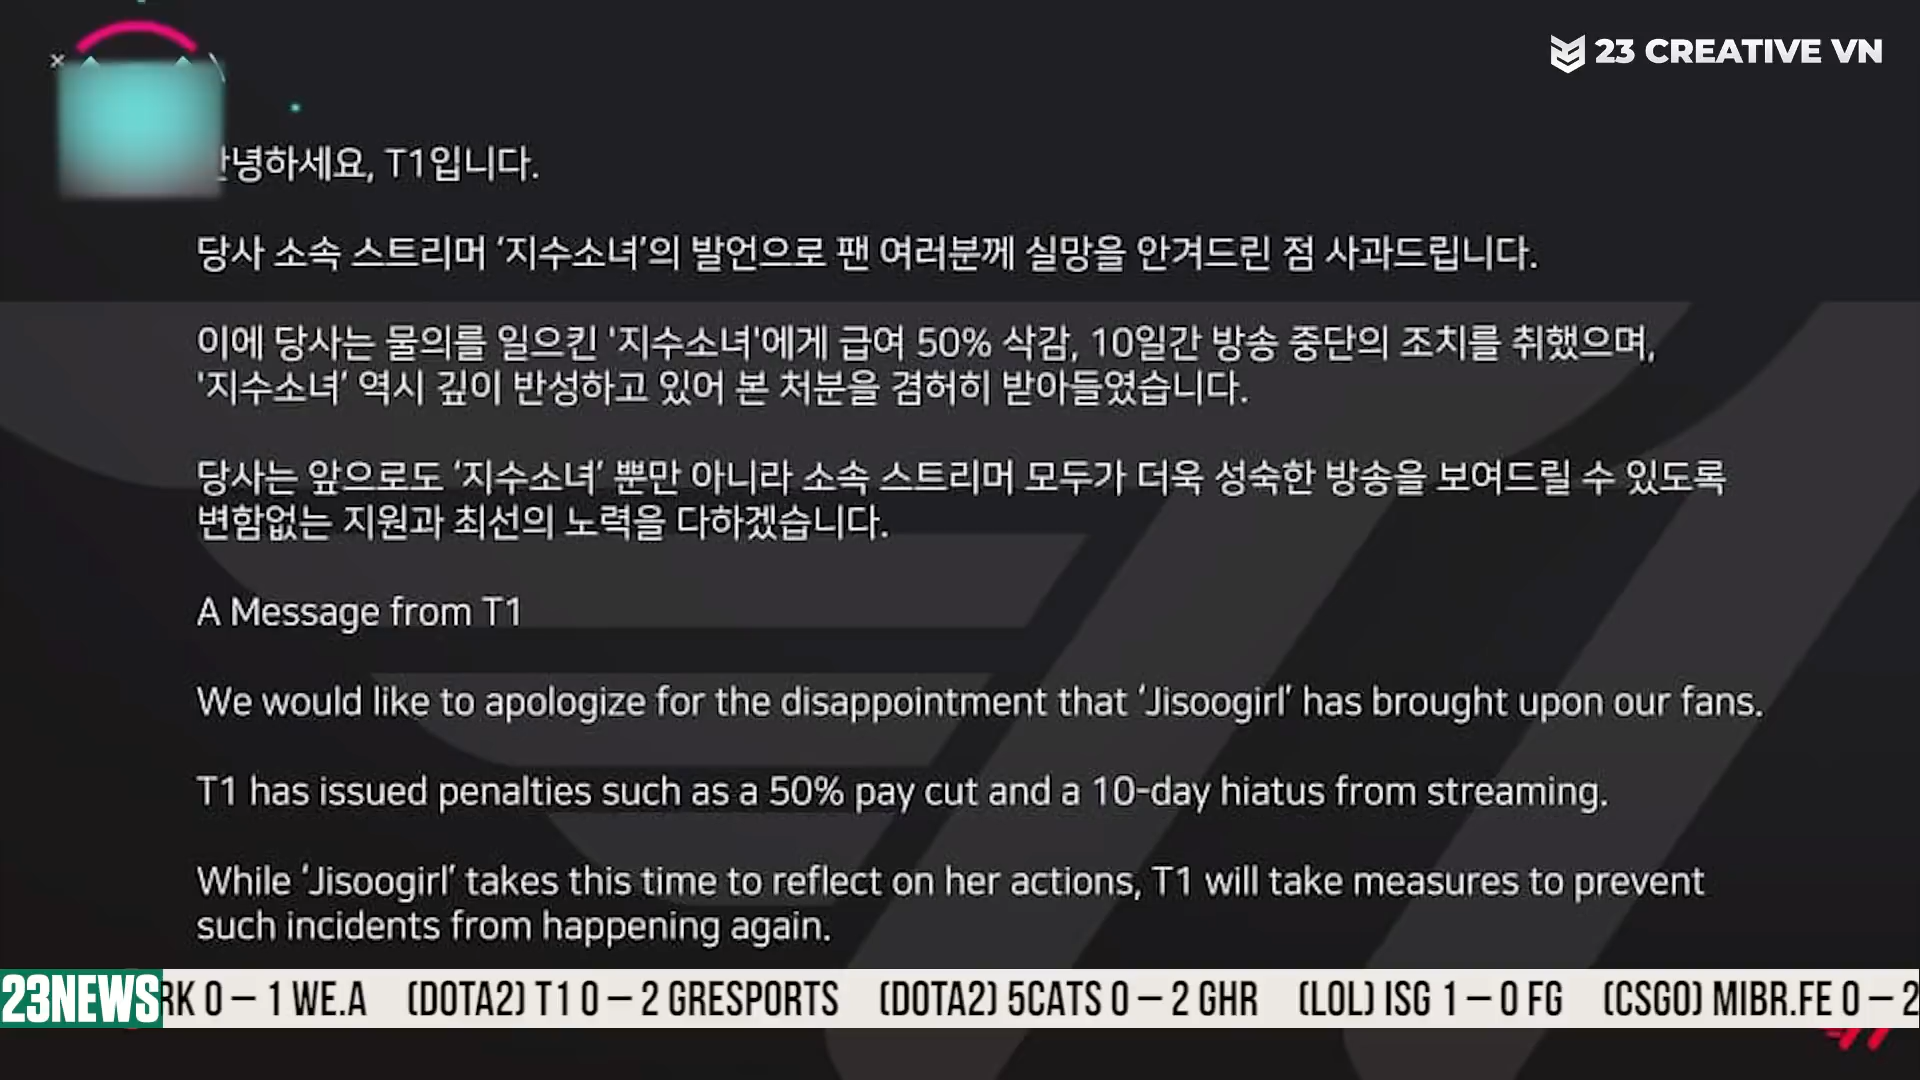 23 CREATIVE VN
안녕하세요, T1입니다.
당사 소속 스트리머 ‘지수소녀’의 발언으로 팬 여러분께 실망을 안겨드린 점 사과드립니다.
이에 당사는 물의를 일으킨 '지수소녀'에게 급여 50% 삭감, 10일간 방송 중단의 조치를 취했으며,
'지수소녀’ 역시 깊이 반성하고 있어 본 처분을 겸허히 받아들였습니다.
당사는 앞으로도 ‘지수소녀’ 뿐만 아니라 소속 스트리머 모두가 더욱 성숙한 방송을 보여드릴 수 있도록
변함없는 지원과 최선의 노력을 다하겠습니다.
A Message from T1
We would like to apologize for the disappointment that ‘Jisoogirl’ has brought upon our fans.
T1 has issued penalties such as a 50% pay cut and a 10-day hiatus from streaming.
While ‘Jisoogirl’ takes this time to reflect on her actions, T1 will take measures to prevent
such incidents from happening again.
23NEWS RK 0 – 1 WE.A (DOTA2) T1 0 – 2 GRESPORTS (DOTA2) 5CATS 0 – 2 GHR (LOL) ISG 1 – 0 FG (CSGO) MIBR.FE 0 – 2